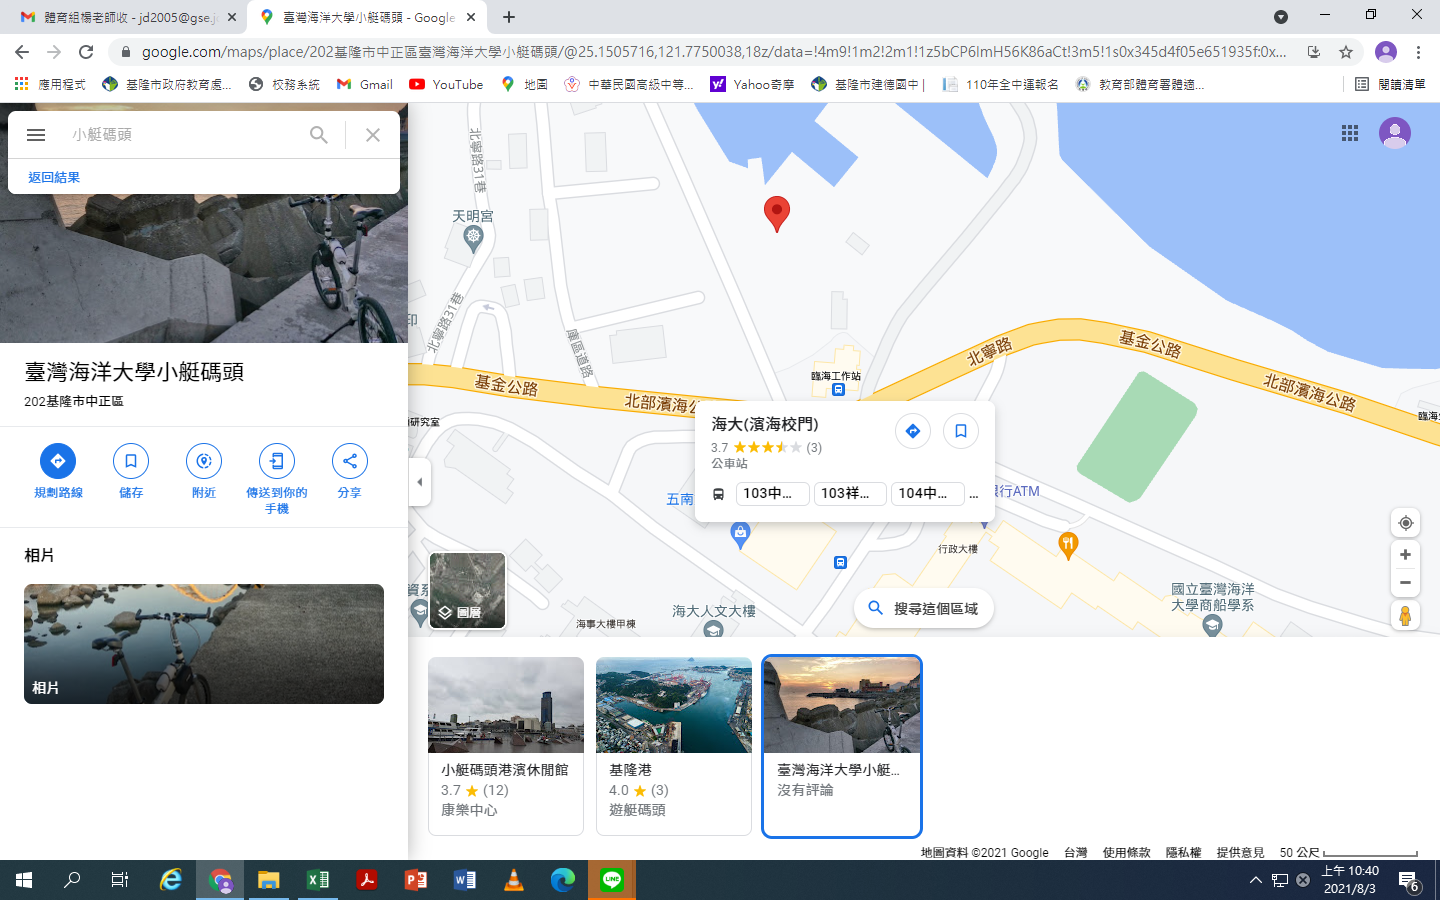 體育組楊老師收 - jd2005@gse.jc
臺灣海洋大學小艇碼頭 - Google
google.com/maps/place/202基隆市中正區臺灣海洋大學小艇碼頭/@25.1505716,121.7750038,18z/data=!4m9!1m2!2m1!1z5bCP6ImH56K86aCt!3m5!1s0x345d4f05e651935f:0x...
應用程式
基隆市政府教育處...
校務系統
Gmail
YouTube
地圖
中華民國高級中等...
Yahoo奇摩
基隆市建德國中 |
110年全中運報名
教育部體育署體適...
閱讀清單
小艇碼頭
返回結果
臺灣海洋大學小艇碼頭
202基隆市中正區
規劃路線
儲存
附近
傳送到你的
手機
分享
相片
相片
北寧路31巷
天明宮
北寧路31巷
印
園區道路
基金公路
北部濱海公
研究室
臨海工作站
北寧路
基金公路
北部濱海公路
海大(濱海校門)
3.7
(3)
公車站
103中...
103祥...
104中...
...
五南
銀行ATM
行政大樓
國立臺灣海洋
大學商船學系
資系
圖層
海事大樓甲棟
海大人文大樓
搜尋這個區域
小艇碼頭港濱休閒館
3.7
(12)
康樂中心
基隆港
4.0
(3)
遊艇碼頭
臺灣海洋大學小艇...
沒有評論
地圖資料 ©2021 Google
台灣
使用條款
隱私權
提供意見
50 公尺
LINE
上午 10:40
2021/8/3
6